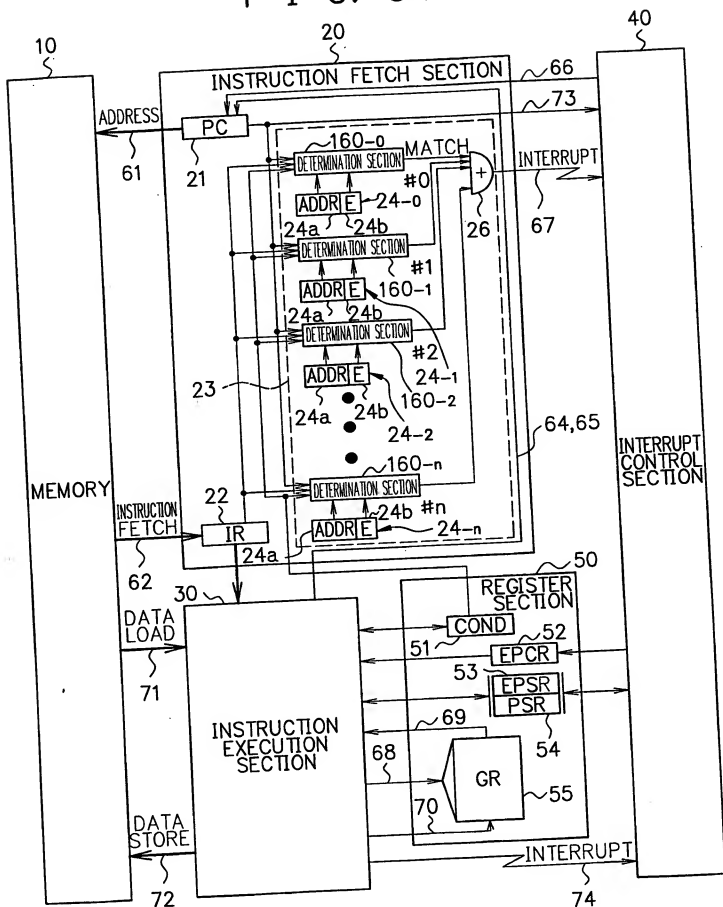 10
20
40
INSTRUCTION FETCH SECTION
66
ADDRESS
61
PC
21
160-0
MATCH
73
DETERMINATION SECTION
#0
+
26
INTERRUPT
67
ADDR
E
24-0
24a
24b
DETERMINATION SECTION
#1
160-1
ADDR
E
24a
24b
24-1
DETERMINATION SECTION
#2
160-2
ADDR
E
24a
24b
24-2
23
64,65
160-n
DETERMINATION SECTION
#n
24b
ADDR
E
24-n
24a
MEMORY
INTERRUPT
CONTROL
SECTION
INSTRUCTION
FETCH
62
22
IR
30
50
REGISTER
SECTION
DATA
LOAD
71
COND
51
52
EPCR
53
EPSR
PSR
54
INSTRUCTION
EXECUTION
SECTION
69
68
GR
55
70
DATA
STORE
72
INTERRUPT
74